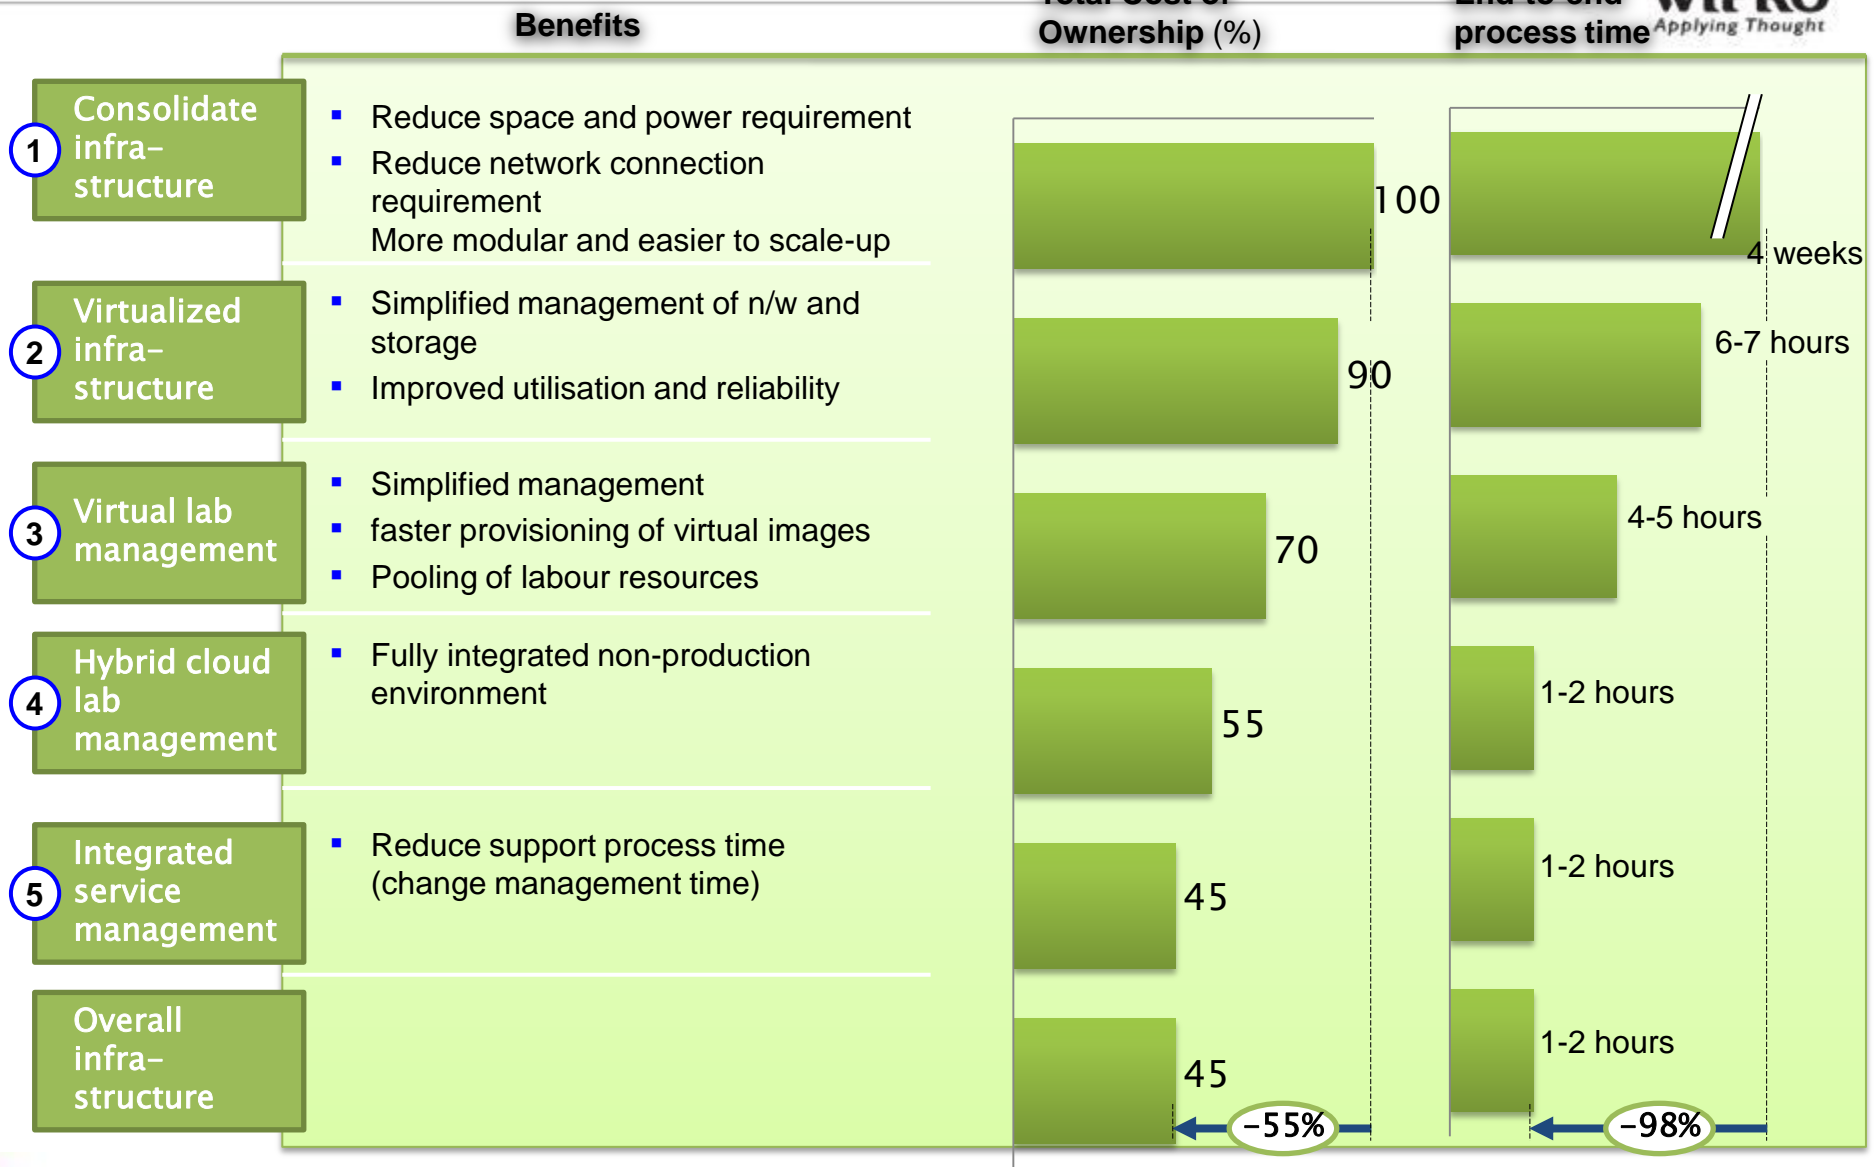 Benefits
Ownership (%)
process time
Applying Thought
1
Consolidate
infra-
structure
▪ Reduce space and power requirement
▪ Reduce network connection
requirement
More modular and easier to scale-up
100
4 weeks
2
Virtualized
infra-
structure
▪ Simplified management of n/w and
storage
▪ Improved utilisation and reliability
90
6-7 hours
3
Virtual lab
management
▪ Simplified management
▪ faster provisioning of virtual images
▪ Pooling of labour resources
70
4-5 hours
4
Hybrid cloud
lab
management
▪ Fully integrated non-production
environment
55
1-2 hours
5
Integrated
service
management
▪ Reduce support process time
(change management time)
45
1-2 hours
Overall
infra-
structure
45
1-2 hours
-55%
-98%